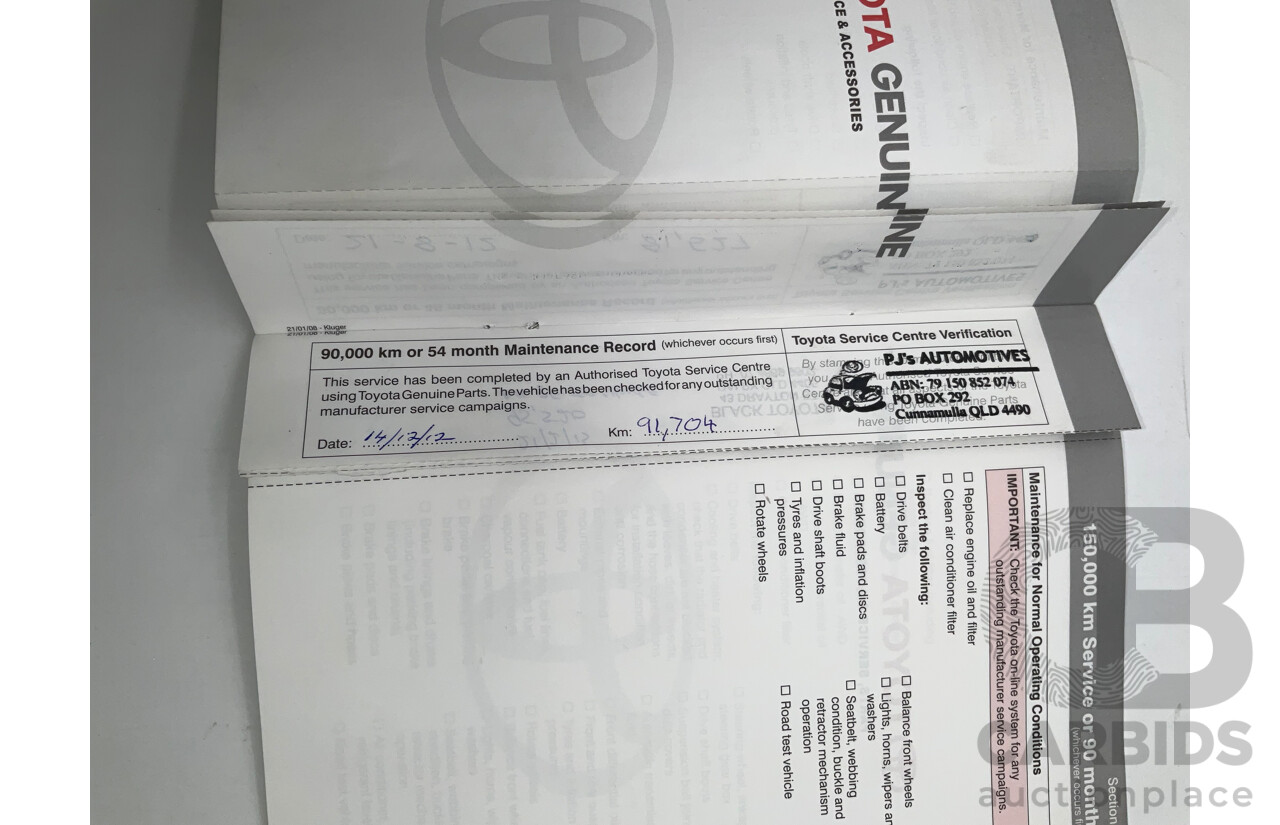 OTA GENUINE
CE & ACCESSORIES
21/01/08 - Kluger
21/01/08 - Kluger
90,000 km or 54 month Maintenance Record (whichever occurs first)
This service has been completed by an Authorised Toyota Service Centre
using Toyota Genuine Parts. The vehicle has been checked for any outstanding
manufacturer service campaigns.
Date: 14/12/12 Km: 91,704
Toyota Service Centre Verification
By stamping
PJ's AUTOMOTIVES
ABN: 79 150 852 074
PO BOX 292
Cunnamulla QLD 4490
have been completed.
Section
150,000 km Service or 90 month
(whichever occurs fi
Maintenance for Normal Operating Conditions
IMPORTANT: Check the Toyota on-line system for any
outstanding manufacturer service campaigns.
☐ Replace engine oil and filter
☐ Clean air conditioner filter
Inspect the following:
☐ Drive belts
☐ Battery
☐ Brake pads and discs
☐ Brake fluid
☐ Drive shaft boots
☐ Tyres and inflation
pressures
☐ Rotate wheels
☐ Balance front wheels
☐ Lights, horns, wipers an
washers
☐ Seatbelt, webbing
condition, buckle and
retractor mechanism
operation
☐ Road test vehicle
CARBIDS
auctionplace